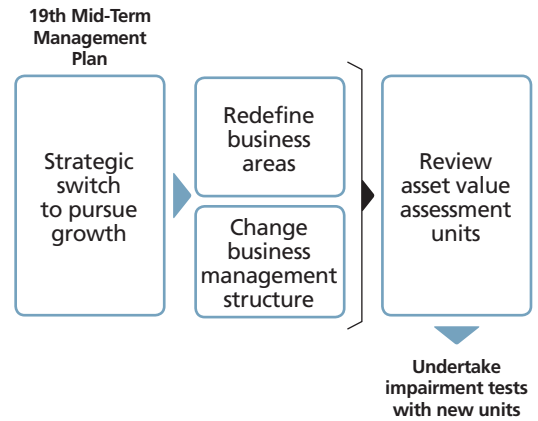 19th Mid-Term
Management
Plan
Strategic
switch
to pursue
growth
Redefine
business
areas
Change
business
management
structure
Review
asset value
assessment
units
Undertake
impairment tests
with new units